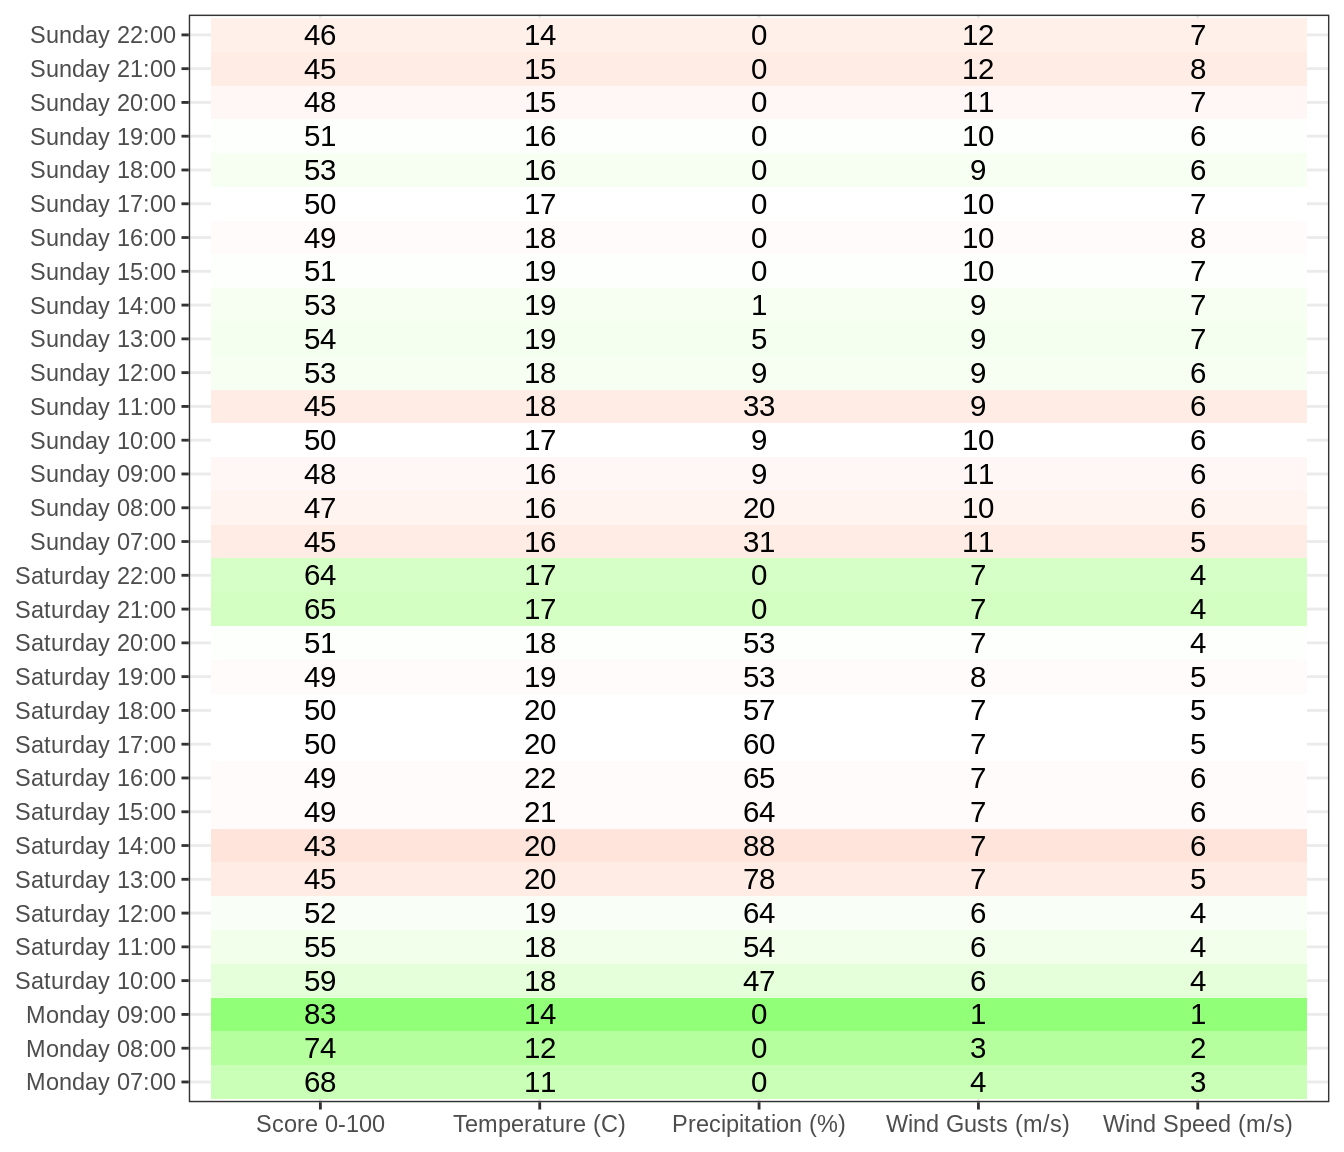 Sunday 22:00 46 14 0 12 7
Sunday 21:00 45 15 0 12 8
Sunday 20:00 48 15 0 11 7
Sunday 19:00 51 16 0 10 6
Sunday 18:00 53 16 0 9 6
Sunday 17:00 50 17 0 10 7
Sunday 16:00 49 18 0 10 8
Sunday 15:00 51 19 0 10 7
Sunday 14:00 53 19 1 9 7
Sunday 13:00 54 19 5 9 7
Sunday 12:00 53 18 9 9 6
Sunday 11:00 45 18 33 9 6
Sunday 10:00 50 17 9 10 6
Sunday 09:00 48 16 9 11 6
Sunday 08:00 47 16 20 10 6
Sunday 07:00 45 16 31 11 5
Saturday 22:00 64 17 0 7 4
Saturday 21:00 65 17 0 7 4
Saturday 20:00 51 18 53 7 4
Saturday 19:00 49 19 53 8 5
Saturday 18:00 50 20 57 7 5
Saturday 17:00 50 20 60 7 5
Saturday 16:00 49 22 65 7 6
Saturday 15:00 49 21 64 7 6
Saturday 14:00 43 20 88 7 6
Saturday 13:00 45 20 78 7 5
Saturday 12:00 52 19 64 6 4
Saturday 11:00 55 18 54 6 4
Saturday 10:00 59 18 47 6 4
Monday 09:00 83 14 0 1 1
Monday 08:00 74 12 0 3 2
Monday 07:00 68 11 0 4 3
Score 0-100 Temperature (C) Precipitation (%) Wind Gusts (m/s) Wind Speed (m/s)